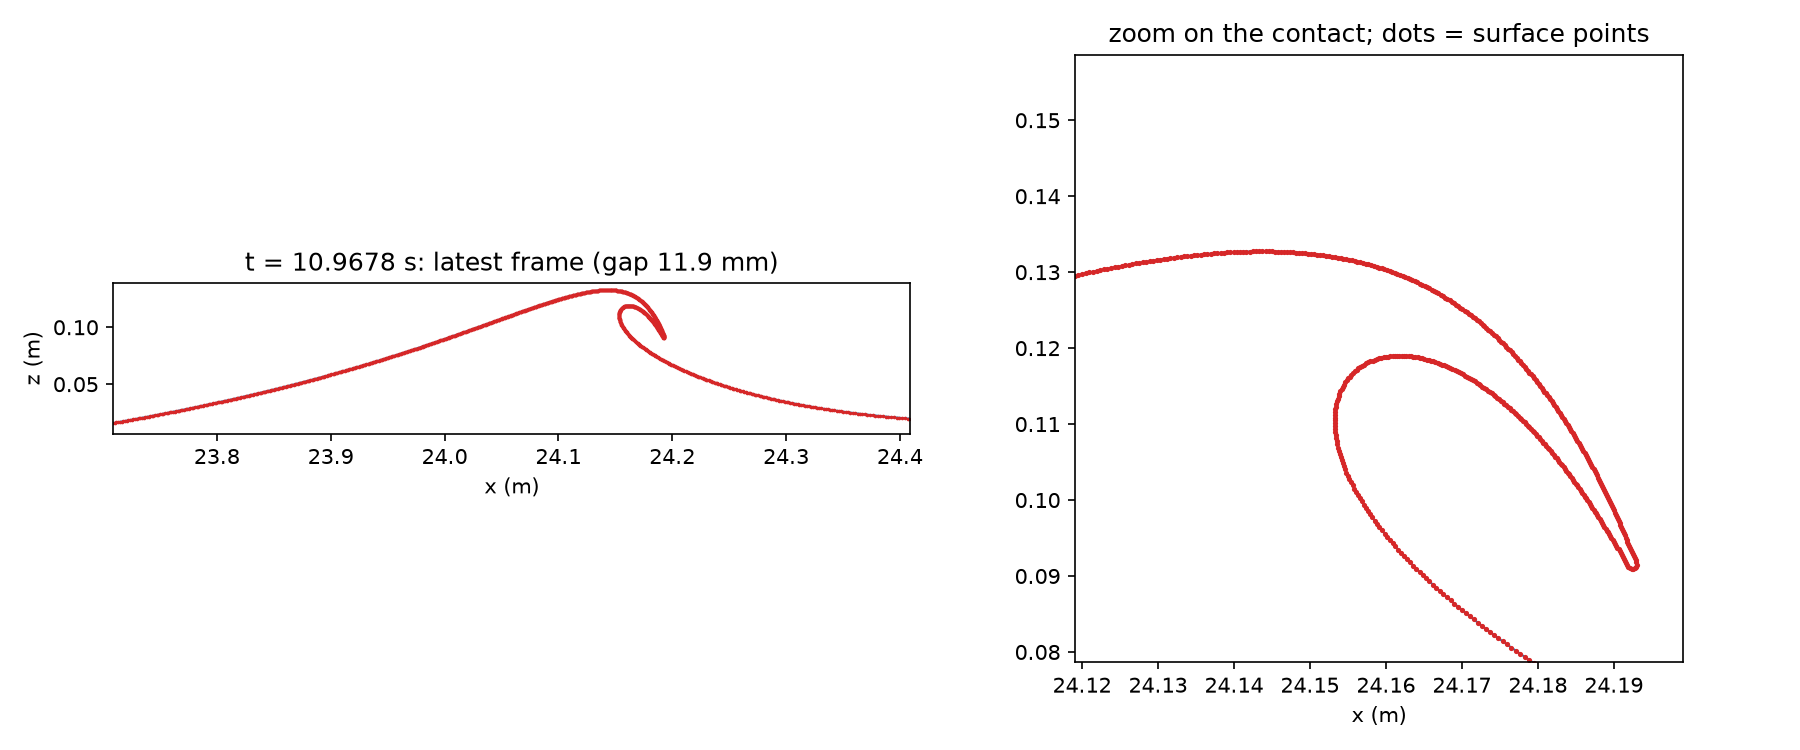 t = 10.9678 s: latest frame (gap 11.9 mm)
z (m)
0.10
0.05
23.8 23.9 24.0 24.1 24.2 24.3 24.4
x (m)
zoom on the contact; dots = surface points
0.15
0.14
0.13
0.12
0.11
0.10
0.09
0.08
24.12 24.13 24.14 24.15 24.16 24.17 24.18 24.19
x (m)